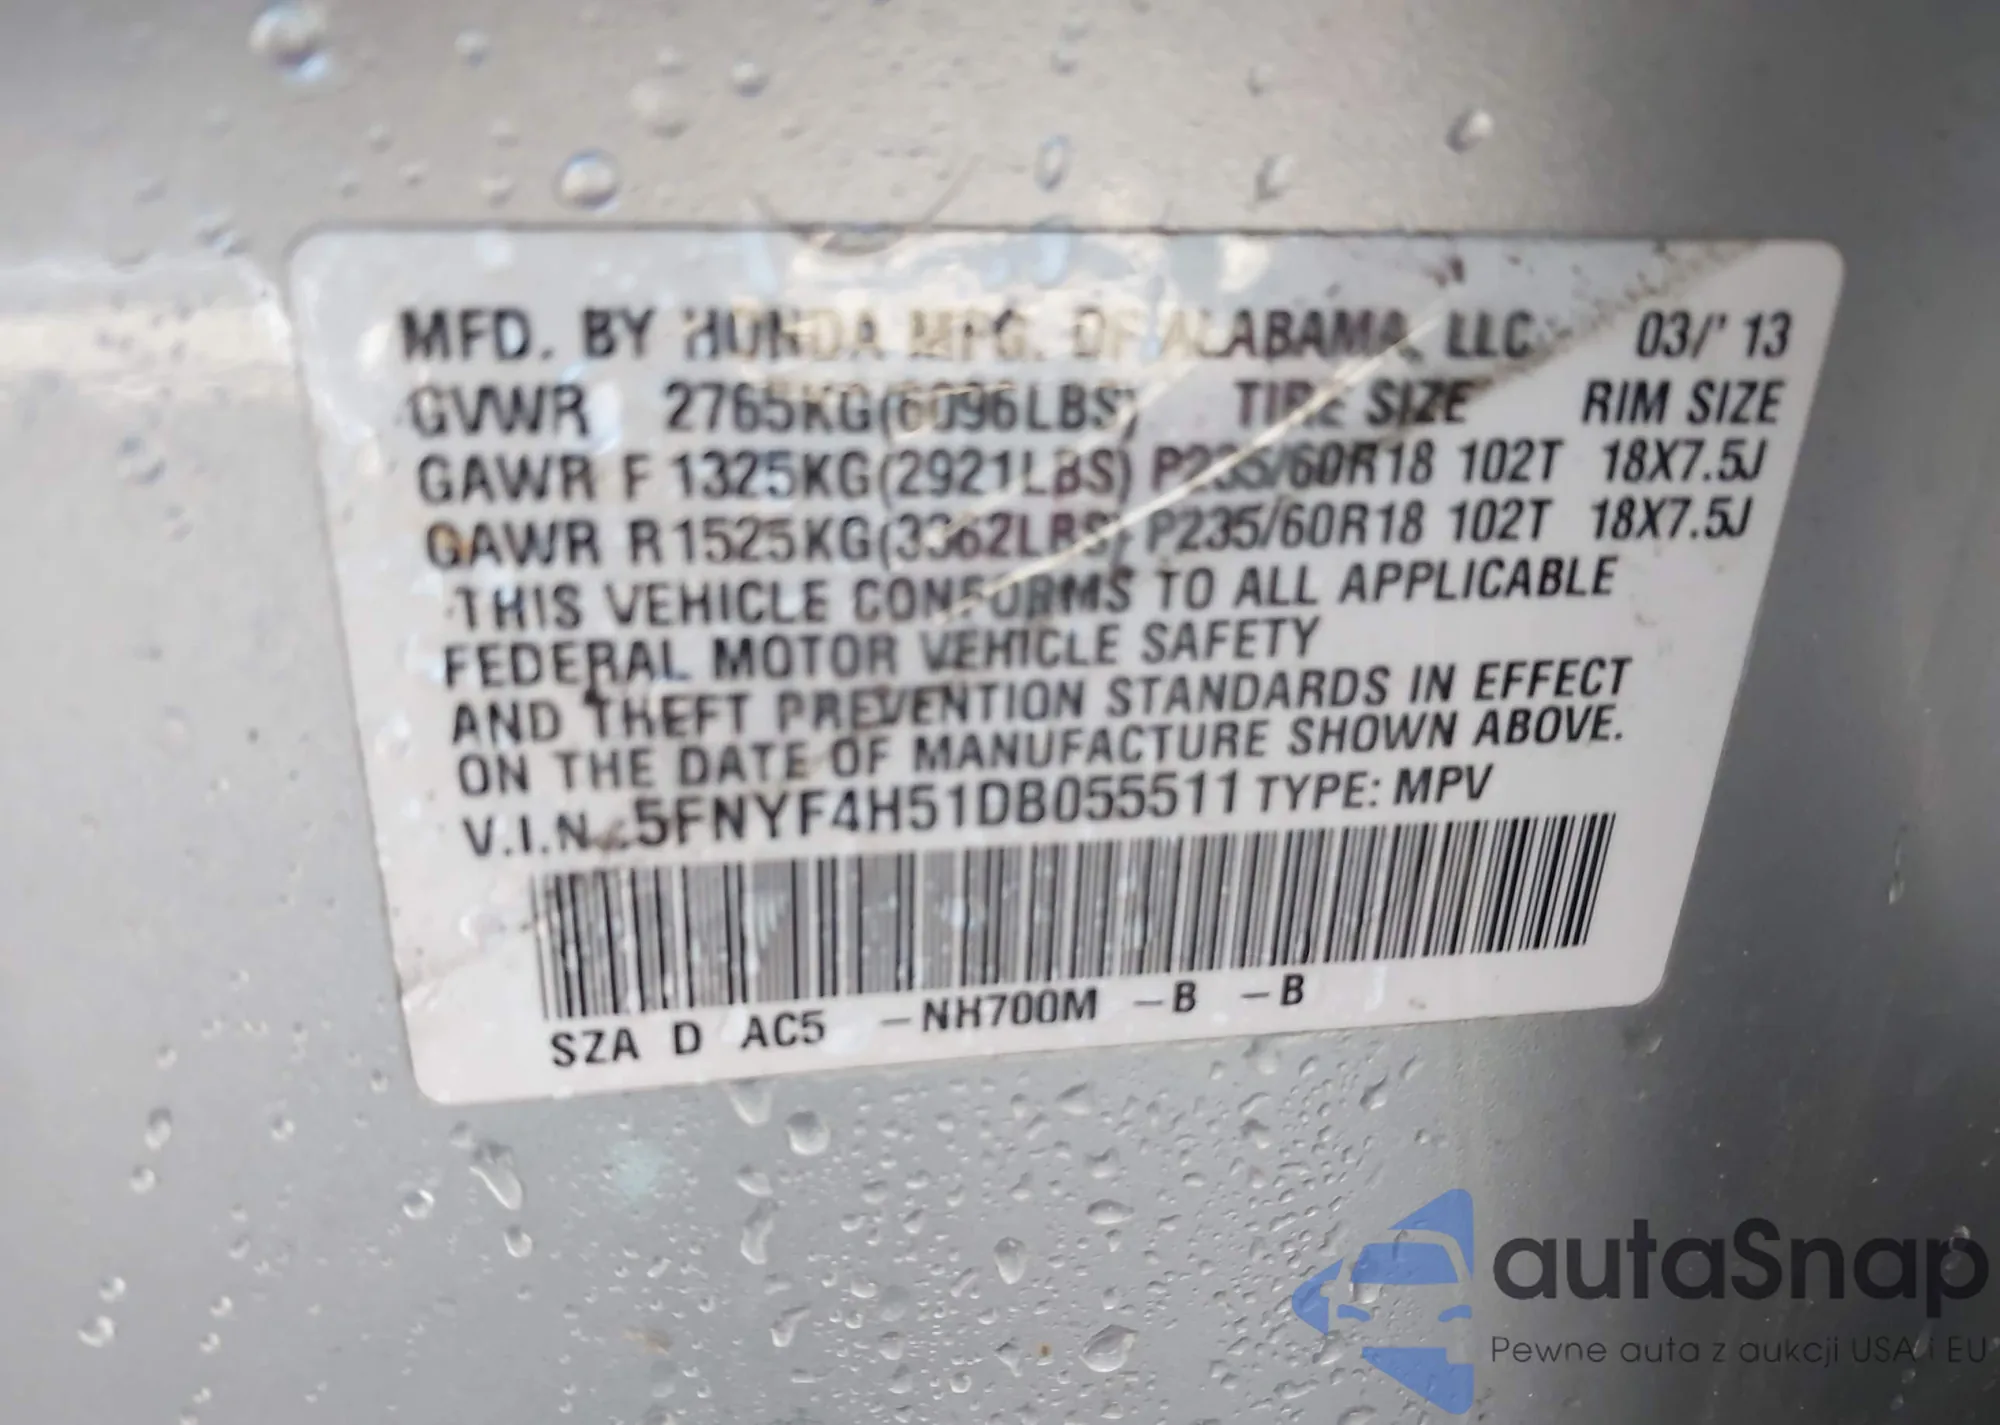 MFD. BY HONDA MFG. OF ALABAMA, LLC 03/'13
GVWR 2765KG(6096LBS) TIRE SIZE RIM SIZE
GAWR F 1325KG(2921LBS) P235/60R18 102T 18X7.5J
GAWR R 1525KG(3362LBS) P235/60R18 102T 18X7.5J
THIS VEHICLE CONFORMS TO ALL APPLICABLE
FEDERAL MOTOR VEHICLE SAFETY
AND THEFT PREVENTION STANDARDS IN EFFECT
ON THE DATE OF MANUFACTURE SHOWN ABOVE.
V.I.N. 5FNYF4H51DB055511 TYPE: MPV
SZA D AC5 -NH700M -B -B
autaSnap
Pewne auta z aukcji USA i EU